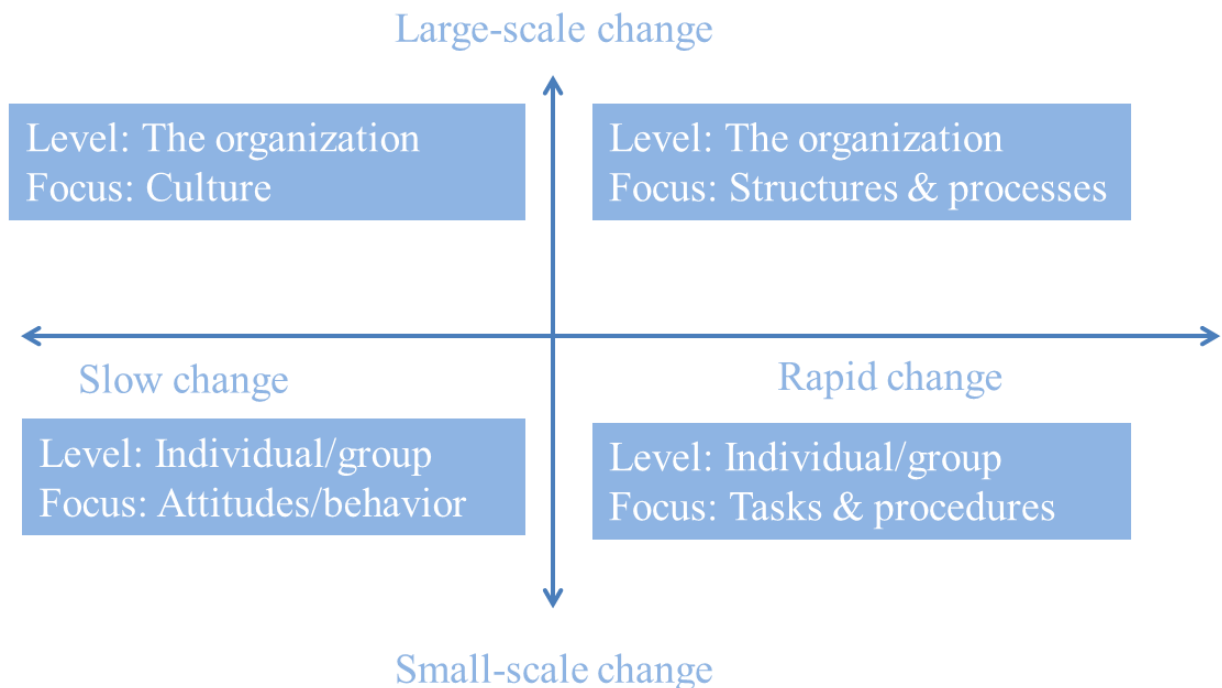 Large-scale change
Level: The organization
Focus: Culture
Level: The organization
Focus: Structures & processes
Slow change
Rapid change
Level: Individual/group
Focus: Attitudes/behavior
Level: Individual/group
Focus: Tasks & procedures
Small-scale change